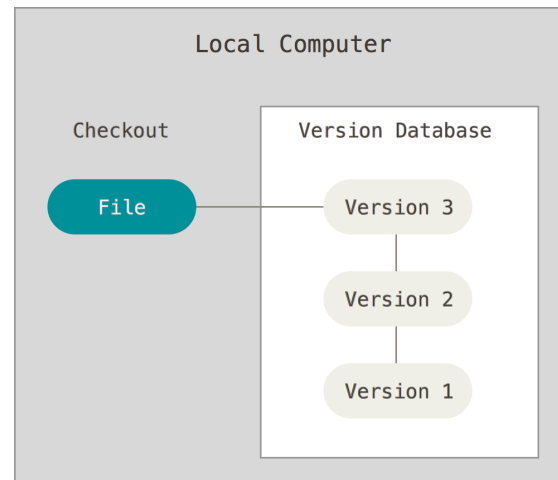 Local Computer
Checkout
Version Database
File
Version 3
Version 2
Version 1